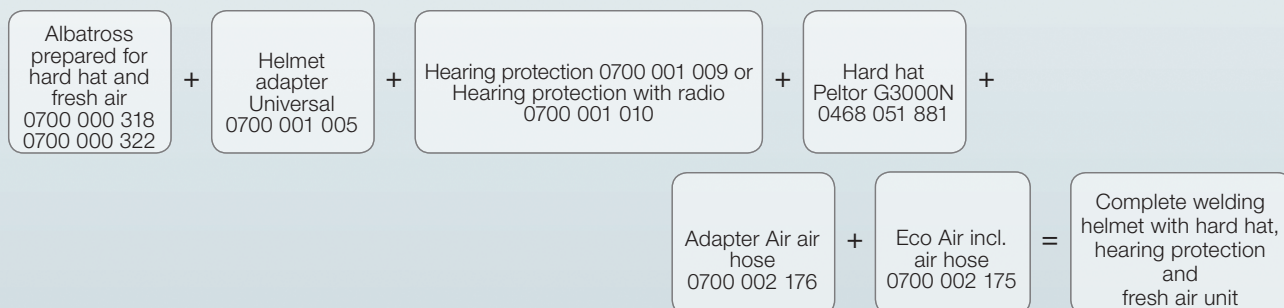 Albatross
prepared for
hard hat and
fresh air
0700 000 318
0700 000 322
+
Helmet
adapter
Universal
0700 001 005
+
Hearing protection 0700 001 009 or
Hearing protection with radio
0700 001 010
+
Hard hat
Peltor G3000N
0468 051 881
+
Adapter Air air
hose
0700 002 176
+
Eco Air incl.
air hose
0700 002 175
=
Complete welding
helmet with hard hat,
hearing protection
and
fresh air unit